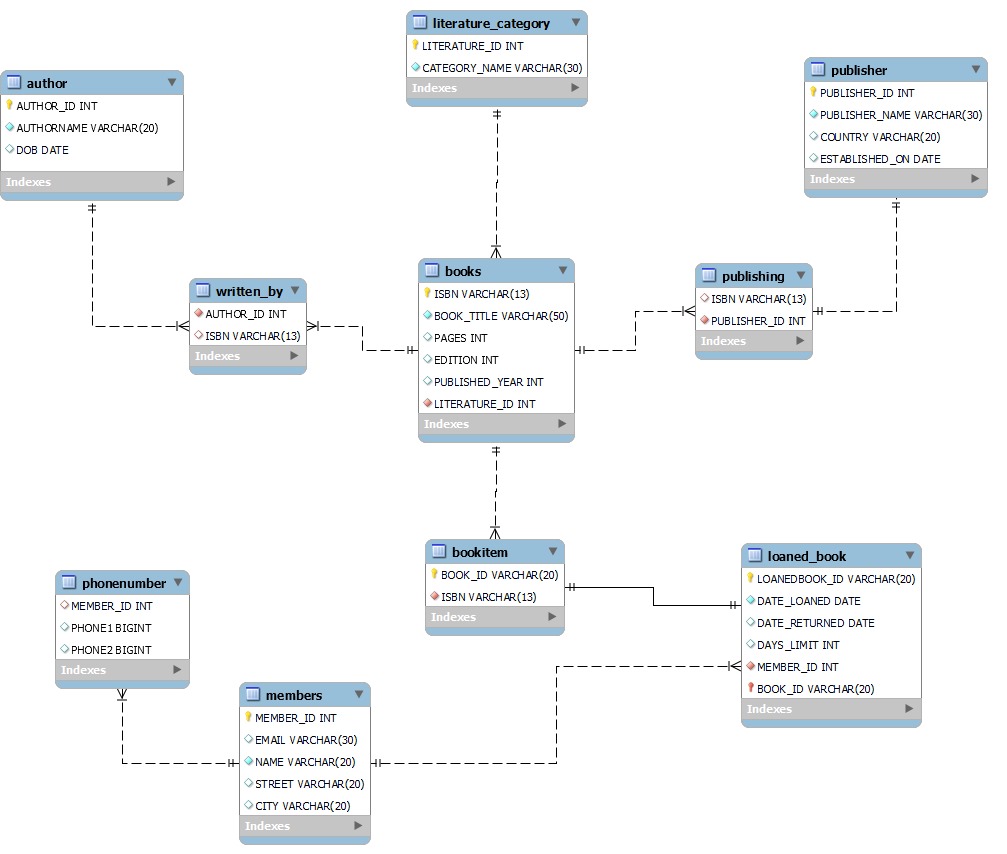 literature_category
LITERATURE_ID INT
CATEGORY_NAME VARCHAR(30)
Indexes
author
AUTHOR_ID INT
AUTHORNAME VARCHAR(20)
DOB DATE
Indexes
publisher
PUBLISHER_ID INT
PUBLISHER_NAME VARCHAR(30)
COUNTRY VARCHAR(20)
ESTABLISHED_ON DATE
Indexes
written_by
AUTHOR_ID INT
ISBN VARCHAR(13)
Indexes
books
ISBN VARCHAR(13)
BOOK_TITLE VARCHAR(50)
PAGES INT
EDITION INT
PUBLISHED_YEAR INT
LITERATURE_ID INT
Indexes
publishing
ISBN VARCHAR(13)
PUBLISHER_ID INT
Indexes
bookitem
BOOK_ID VARCHAR(20)
ISBN VARCHAR(13)
Indexes
loaned_book
LOANEDBOOK_ID VARCHAR(20)
DATE_LOANED DATE
DATE_RETURNED DATE
DAYS_LIMIT INT
MEMBER_ID INT
BOOK_ID VARCHAR(20)
Indexes
phonenumber
MEMBER_ID INT
PHONE1 BIGINT
PHONE2 BIGINT
Indexes
members
MEMBER_ID INT
EMAIL VARCHAR(30)
NAME VARCHAR(20)
STREET VARCHAR(20)
CITY VARCHAR(20)
Indexes